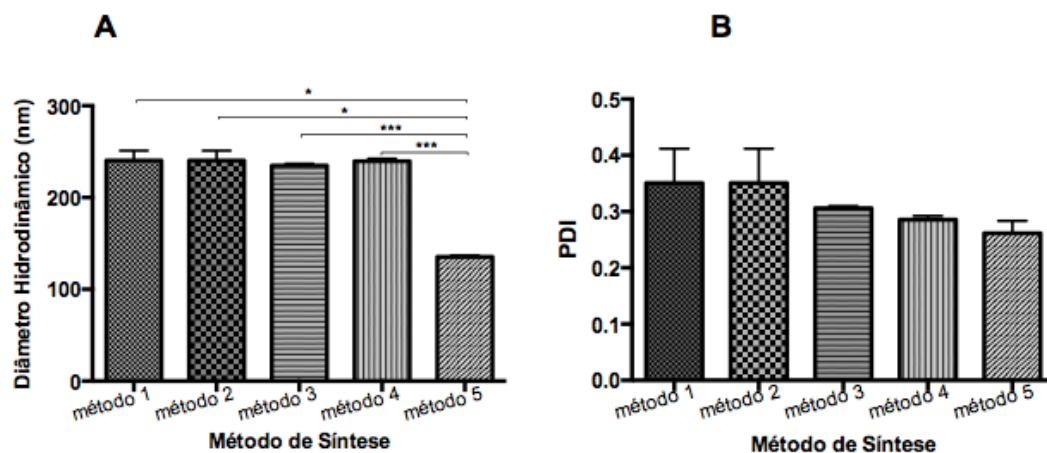 A
Diâmetro Hidrodinâmico (nm)
300
200
100
0
*
*
***
***
método 1
método 2
método 3
método 4
método 5
Método de Síntese
B
PDI
0.5
0.4
0.3
0.2
0.1
0.0
método 1
método 2
método 3
método 4
método 5
Método de Síntese